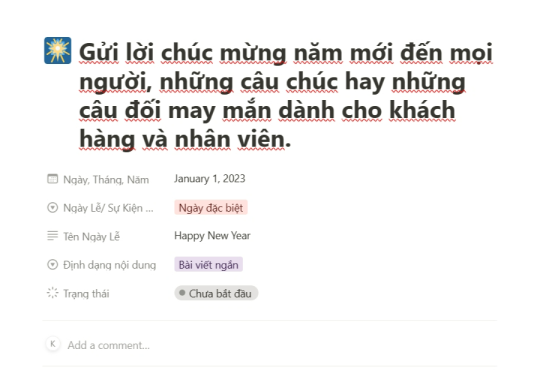 Gửi lời chúc mừng năm mới đến mọi
người, những câu chúc hay những
câu đối may mắn dành cho khách
hàng và nhân viên.
Ngày, Tháng, Năm January 1, 2023
Ngày Lễ/ Sự Kiện ... Ngày đặc biệt
Tên Ngày Lễ Happy New Year
Định dạng nội dung Bài viết ngắn
Trạng thái Chưa bắt đầu
K Add a comment...